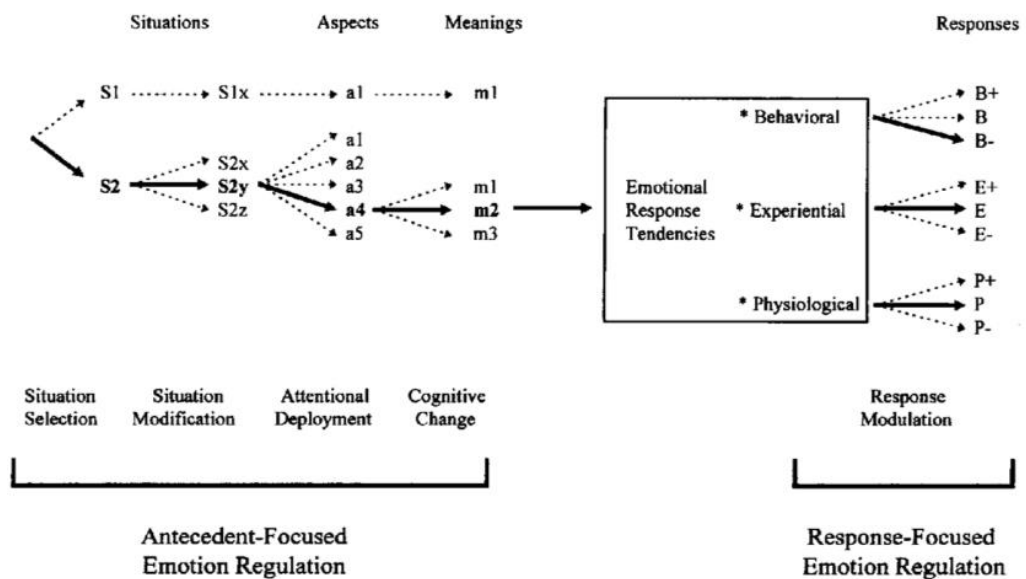 Situations Aspects Meanings Responses
S1 S1x a1 m1
S2 S2x S2y S2z
a1
a2
a3
a4
a5
m1
m2
m3
Emotional
Response
Tendencies
* Behavioral
* Experiential
* Physiological
B+
B
B-
E+
E
E-
P+
P
P-
Situation
Selection
Situation
Modification
Attentional
Deployment
Cognitive
Change
Response
Modulation
Antecedent-Focused
Emotion Regulation
Response-Focused
Emotion Regulation